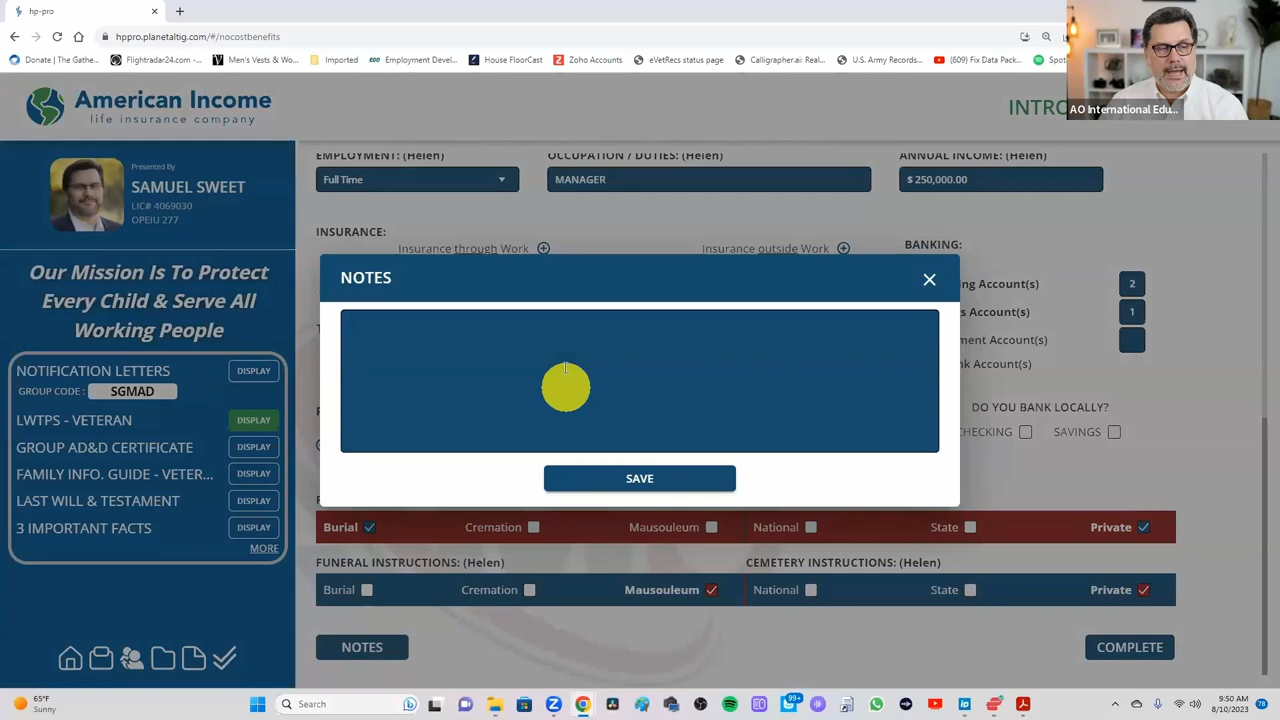 hp-pro
hppro.planetaltig.com/#/nocostbenefits
Donate | The Gathe...
Flightradar24.com -...
Men's Vests & Wo...
Imported
EDD
Employment Devel...
House FloorCast
Zoho Accounts
eVetRecs status page
Calligrapher.ai: Real...
U.S. Army Records...
(609) Fix Data Pack...
Spot
American Income
life insurance company
INTRO
AO International Edu...
Presented By
SAMUEL SWEET
LIC# 4069030
OPEIU 277
Our Mission Is To Protect
Every Child & Serve All
Working People
NOTIFICATION LETTERS
DISPLAY
GROUP CODE :
SGMAD
LWTPS - VETERAN
DISPLAY
GROUP AD&D CERTIFICATE
DISPLAY
FAMILY INFO. GUIDE - VETER...
DISPLAY
LAST WILL & TESTAMENT
DISPLAY
3 IMPORTANT FACTS
DISPLAY
MORE
EMPLOYMENT: (Helen)
OCCUPATION / DUTIES: (Helen)
ANNUAL INCOME: (Helen)
Full Time
MANAGER
$ 250,000.00
INSURANCE:
Insurance through Work
Insurance outside Work
BANKING:
NOTES
ing Account(s)
2
s Account(s)
1
ment Account(s)
nk Account(s)
DO YOU BANK LOCALLY?
CHECKING
SAVINGS
SAVE
Burial
Cremation
Mausoleum
National
State
Private
FUNERAL INSTRUCTIONS: (Helen)
CEMETERY INSTRUCTIONS: (Helen)
Burial
Cremation
Mausouleum
National
State
Private
NOTES
COMPLETE
65°F
Sunny
Search
99+
9:50 AM
8/10/2023
78